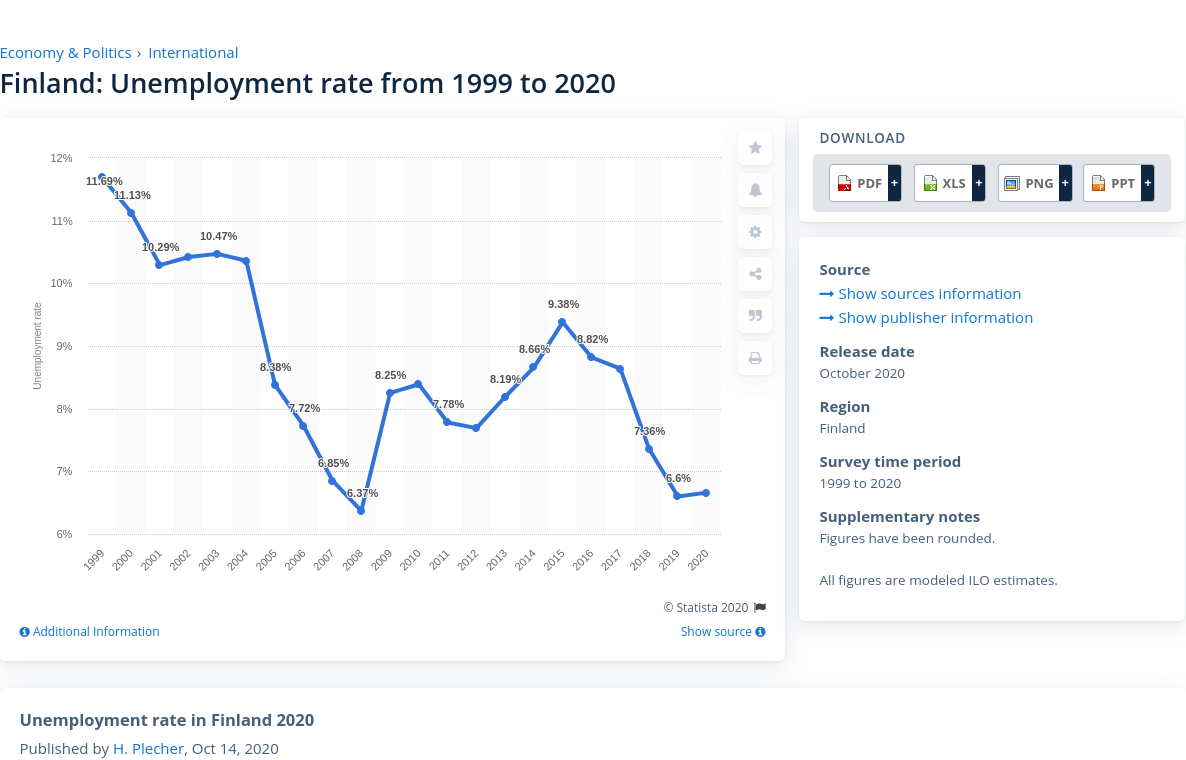 Economy & Politics › International
Finland: Unemployment rate from 1999 to 2020
12%
11%
10%
9%
8%
7%
6%
Unemployment rate
11.69%
11.13%
10.29%
10.47%
8.38%
7.72%
6.85%
6.37%
8.25%
7.78%
8.19%
8.66%
9.38%
8.82%
7.36%
6.6%
1999 2000 2001 2002 2003 2004 2005 2006 2007 2008 2009 2010 2011 2012 2013 2014 2015 2016 2017 2018 2019 2020
© Statista 2020
Additional Information
Show source
DOWNLOAD
PDF + XLS + PNG + PPT +
Source
Show sources information
Show publisher information
Release date
October 2020
Region
Finland
Survey time period
1999 to 2020
Supplementary notes
Figures have been rounded.
All figures are modeled ILO estimates.
Unemployment rate in Finland 2020
Published by H. Plecher, Oct 14, 2020